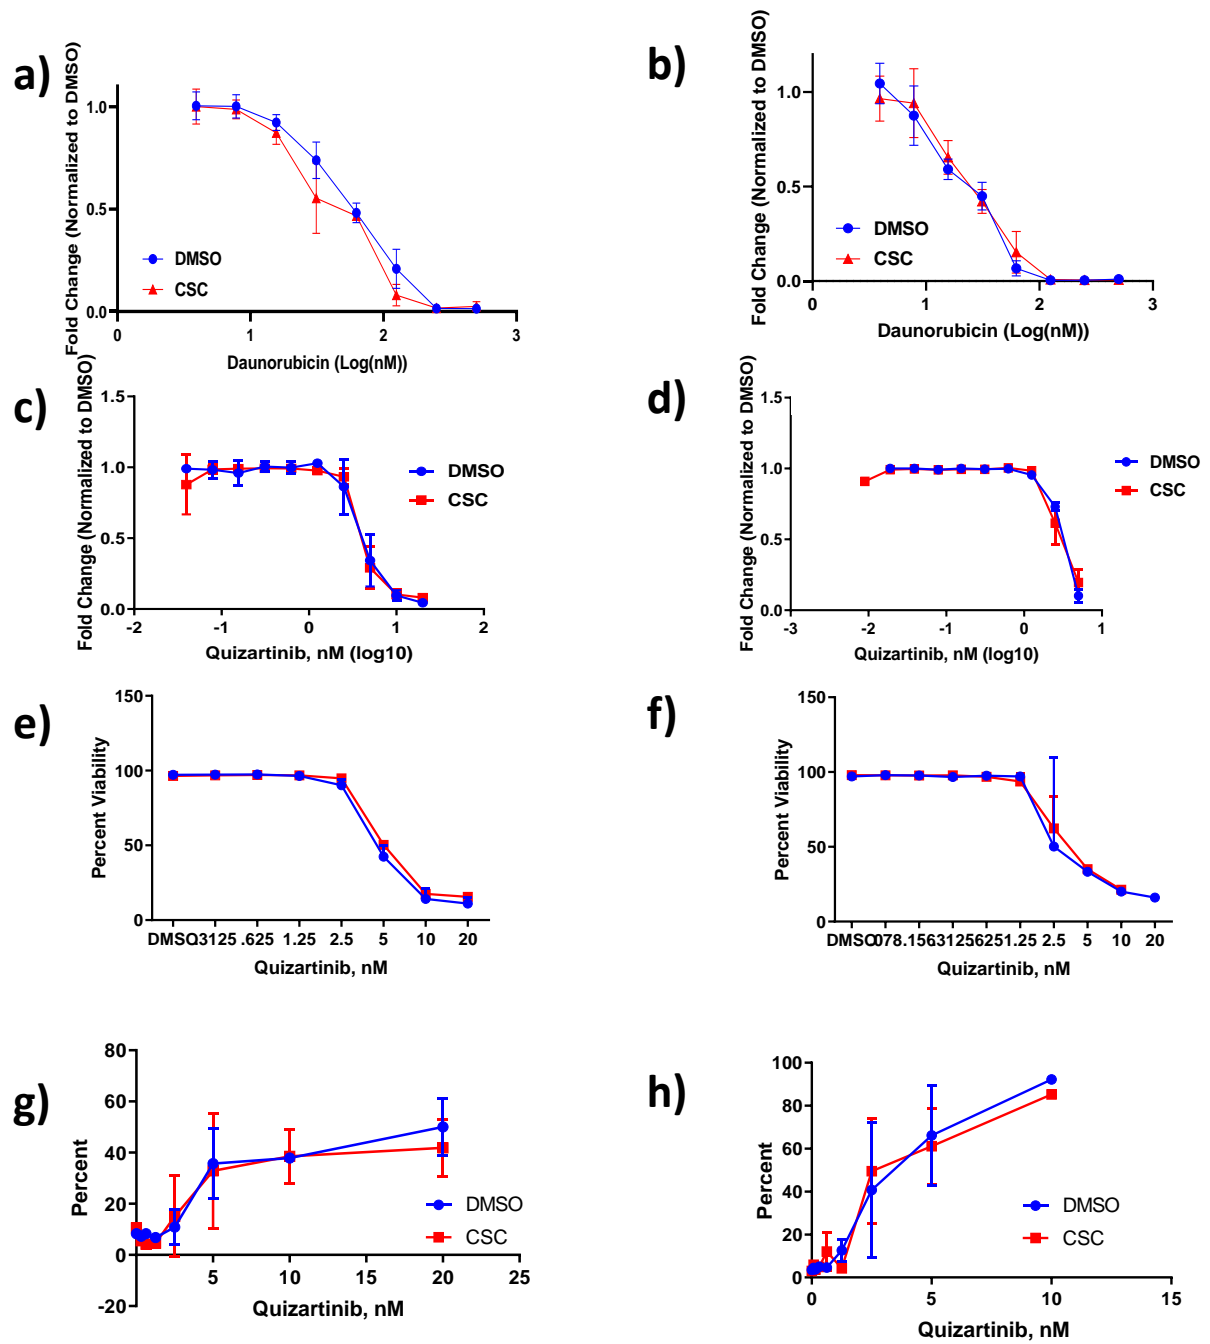 a)
Fold Change (Normalized to DMSO)
1.0
0.5
0.0
DMSO
CSC
0
1
2
3
Daunorubicin (Log(nM))
b)
Fold Change (Normalized to DMSO)
1.0
0.5
0.0
DMSO
CSC
0
1
2
3
Daunorubicin (Log(nM))
c)
Fold Change (Normalized to DMSO)
1.5
1.0
0.5
0.0
DMSO
CSC
-2
-1
0
1
2
Quizartinib, nM (log10)
d)
Fold Change (Normalized to DMSO)
1.5
1.0
0.5
0.0
DMSO
CSC
-3
-2
-1
0
1
Quizartinib, nM (log10)
e)
Percent Viability
150
100
50
0
DMSO .3125 .625 1.25 2.5 5 10 20
Quizartinib, nM
f)
Percent Viability
150
100
50
0
DMSO .078 .156 .3125 .625 1.25 2.5 5 10 20
Quizartinib, nM
g)
Percent
80
60
40
20
0
-20
DMSO
CSC
5
10
15
20
25
Quizartinib, nM
h)
Percent
100
80
60
40
20
0
DMSO
CSC
0
5
10
15
Quizartinib, nM